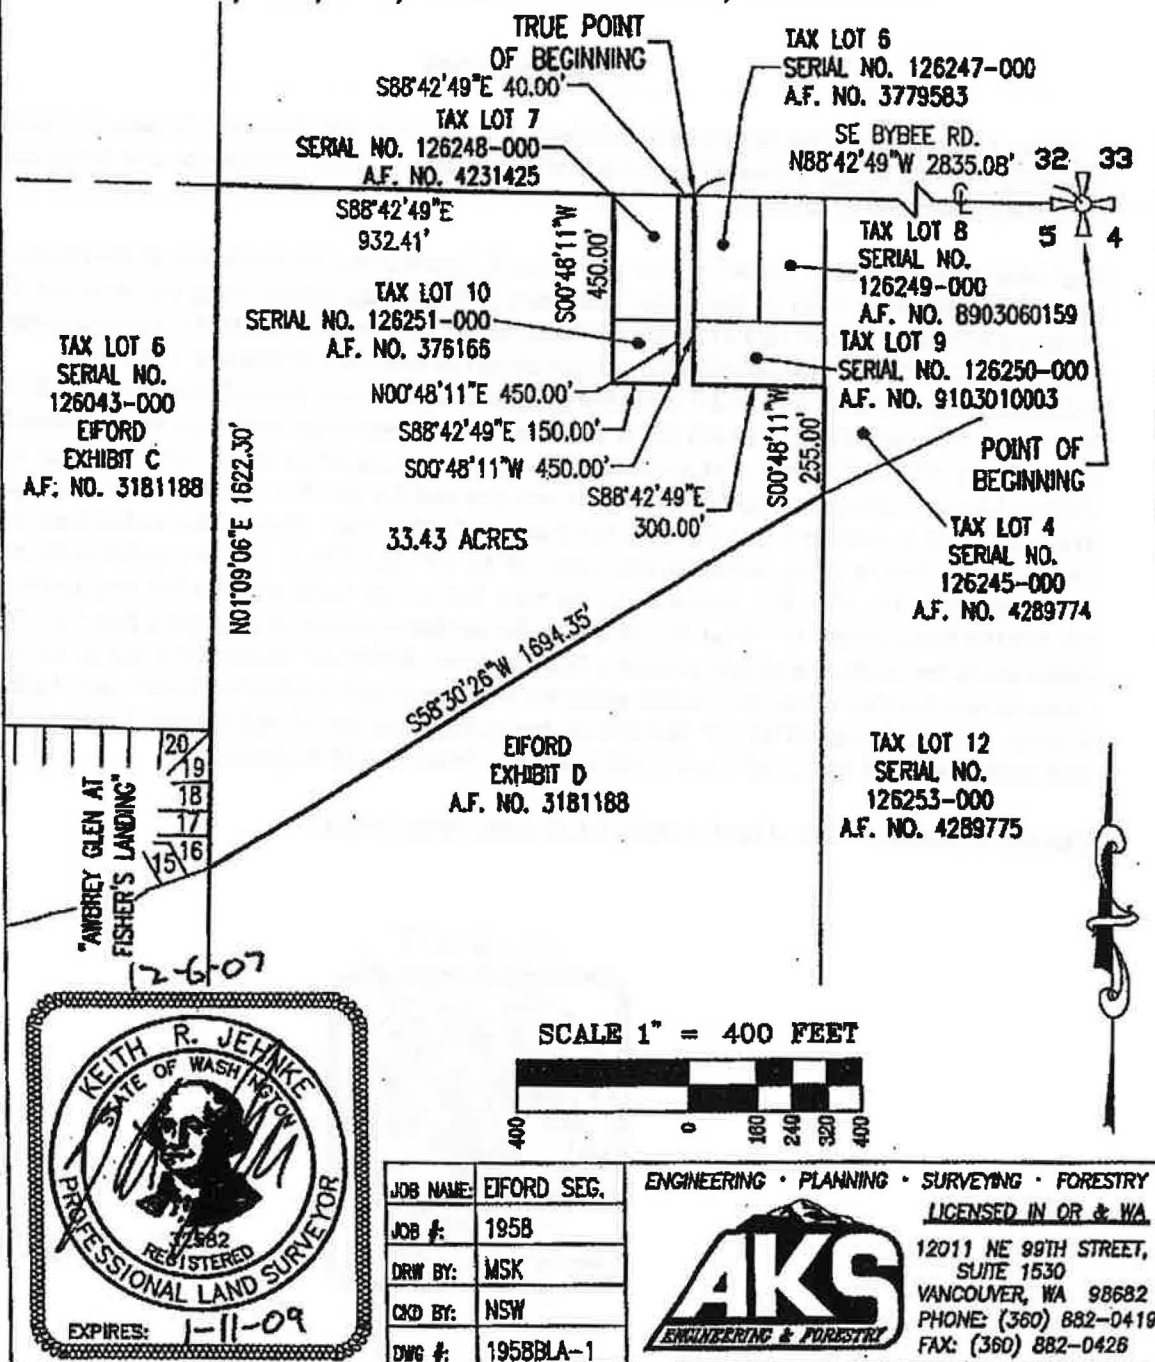 TRUE POINT
OF BEGINNING
S88°42'49"E 40.00'
TAX LOT 7
SERIAL NO. 126248-000
A.F. NO. 4231425
TAX LOT 6
SERIAL NO. 126247-000
A.F. NO. 3779583
SE BYBEE RD.
N88°42'49"W 2835.08'
32 33
5 4
S88°42'49"E
932.41'
S00°48'11"W
450.00'
TAX LOT 8
SERIAL NO.
126249-000
A.F. NO. 8903060159
TAX LOT 10
SERIAL NO. 126251-000
A.F. NO. 376166
TAX LOT 9
SERIAL NO. 126250-000
A.F. NO. 9103010003
TAX LOT 6
SERIAL NO.
126043-000
EIFORD
EXHIBIT C
A.F. NO. 3181188
N00°48'11"E 450.00'
S88°42'49"E 150.00'
S00°48'11"W 450.00'
S88°42'49"E
300.00'
S00°48'11"W
255.00'
POINT OF
BEGINNING
N01°09'06"E 1622.30'
33.43 ACRES
TAX LOT 4
SERIAL NO.
126245-000
A.F. NO. 4289774
S58°30'26"W 1694.35'
EIFORD
EXHIBIT D
A.F. NO. 3181188
TAX LOT 12
SERIAL NO.
126253-000
A.F. NO. 4289775
20
19
18
17
16
15
"AWBREY GLEN AT
FISHER'S LANDING"
12-6-07
KEITH R. JEHNKE
STATE OF WASHINGTON
32582
REGISTERED
PROFESSIONAL LAND SURVEYOR
EXPIRES: 1-11-09
SCALE 1" = 400 FEET
400 0 160 240 320 400
JOB NAME: EIFORD SEG.
JOB #: 1958
DRW BY: MSK
CKD BY: NSW
DWG #: 1958BLA-1
ENGINEERING · PLANNING · SURVEYING · FORESTRY
AKS
ENGINEERING & FORESTRY
LICENSED IN OR & WA
12011 NE 99TH STREET,
SUITE 1530
VANCOUVER, WA 98682
PHONE: (360) 882-0419
FAX: (360) 882-0426